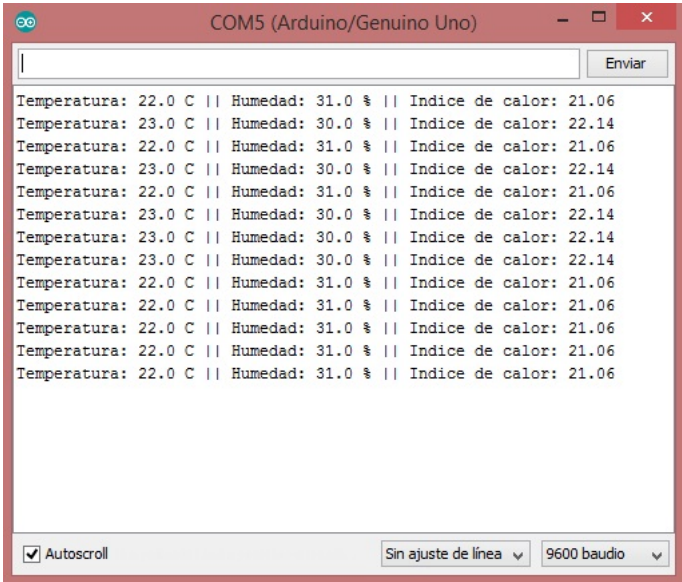 COM5 (Arduino/Genuino Uno)
Enviar
Temperatura: 22.0 C || Humedad: 31.0 % || Indice de calor: 21.06
Temperatura: 23.0 C || Humedad: 30.0 % || Indice de calor: 22.14
Temperatura: 22.0 C || Humedad: 31.0 % || Indice de calor: 21.06
Temperatura: 23.0 C || Humedad: 30.0 % || Indice de calor: 22.14
Temperatura: 22.0 C || Humedad: 31.0 % || Indice de calor: 21.06
Temperatura: 23.0 C || Humedad: 30.0 % || Indice de calor: 22.14
Temperatura: 23.0 C || Humedad: 30.0 % || Indice de calor: 22.14
Temperatura: 23.0 C || Humedad: 30.0 % || Indice de calor: 22.14
Temperatura: 22.0 C || Humedad: 31.0 % || Indice de calor: 21.06
Temperatura: 22.0 C || Humedad: 31.0 % || Indice de calor: 21.06
Temperatura: 22.0 C || Humedad: 31.0 % || Indice de calor: 21.06
Temperatura: 22.0 C || Humedad: 31.0 % || Indice de calor: 21.06
Temperatura: 22.0 C || Humedad: 31.0 % || Indice de calor: 21.06
Autoscroll Sin ajuste de línea 9600 baudio